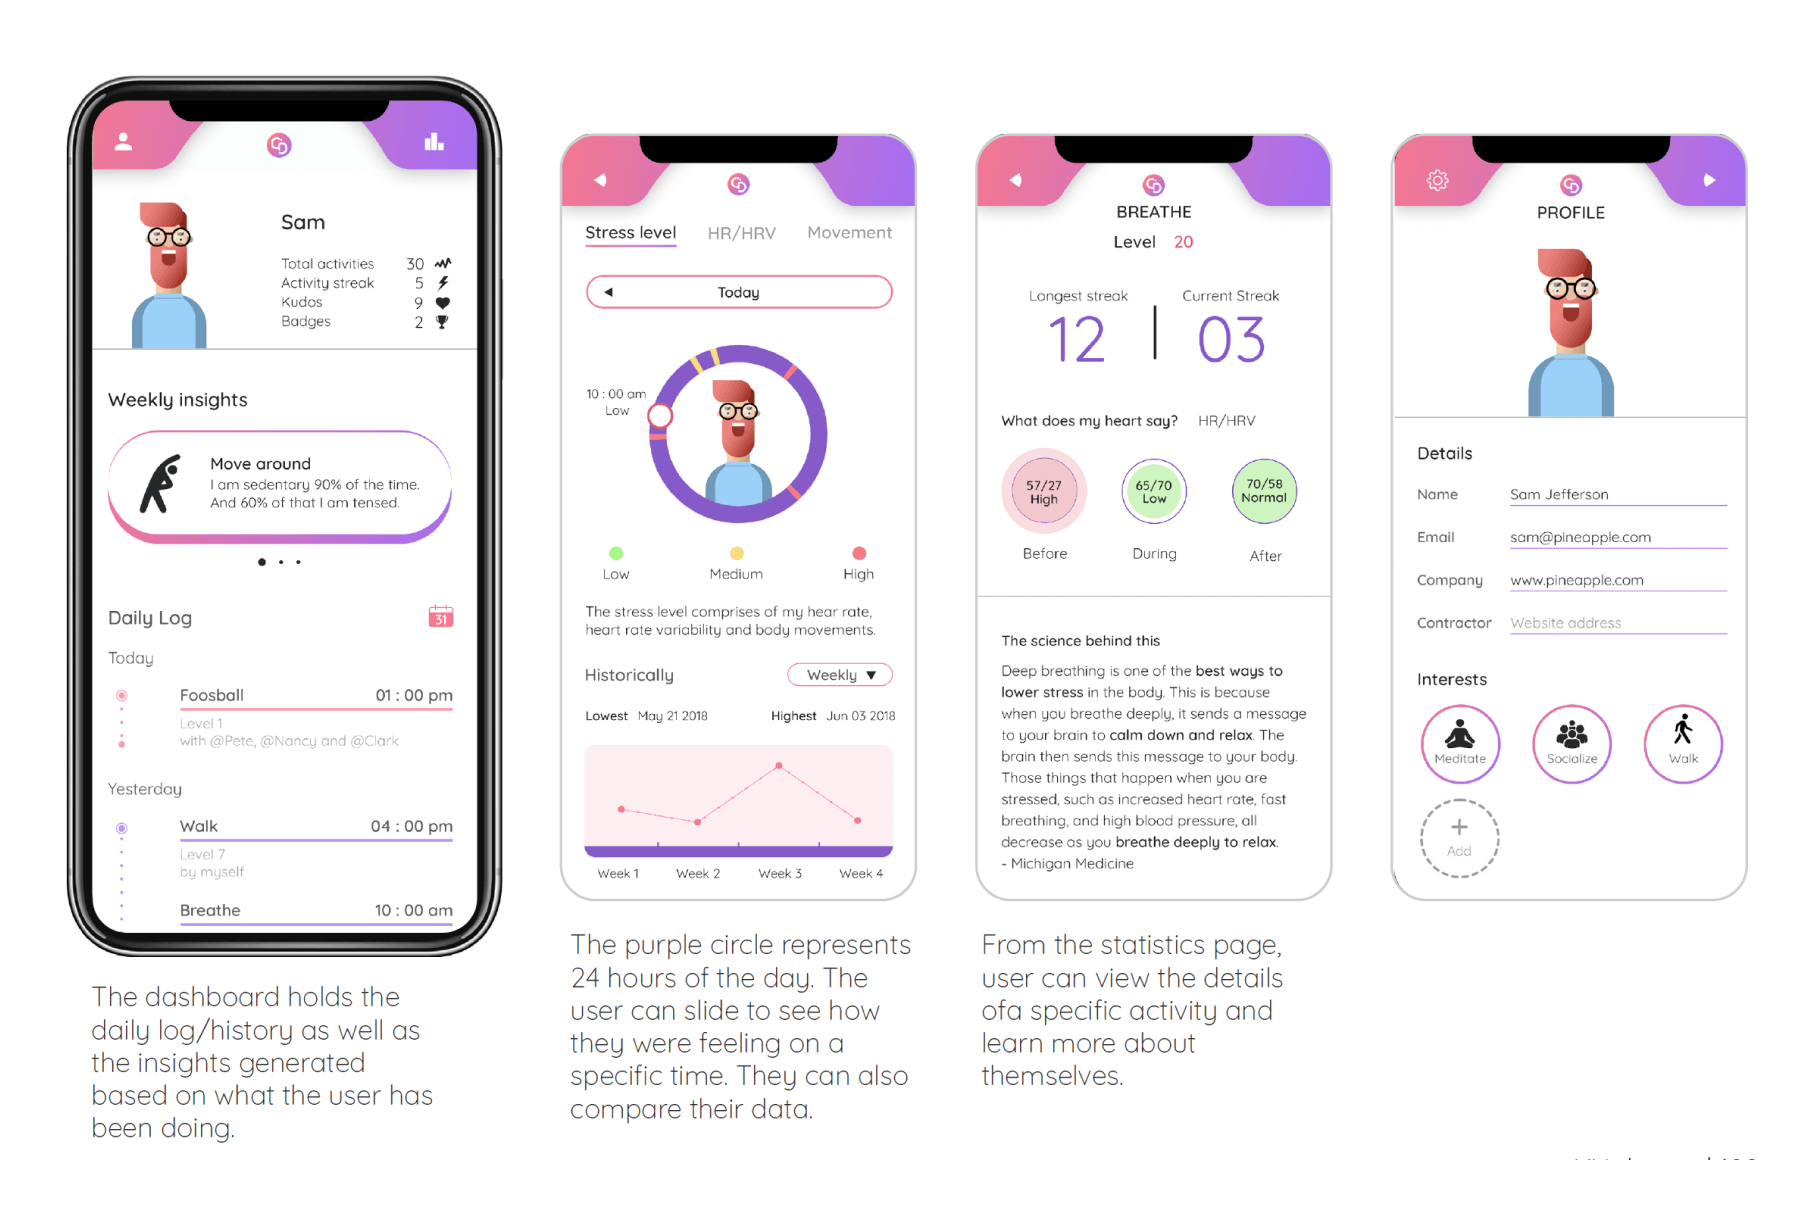 Sam
Total activities 30
Activity streak 5
Kudos 9
Badges 2
Weekly insights
Move around
I am sedentary 90% of the time.
And 60% of that I am tensed.
Daily Log
31
Today
Foosball 01 : 00 pm
Level 1
with @Pete, @Nancy and @Clark
Yesterday
Walk 04 : 00 pm
Level 7
by myself
Breathe 10 : 00 am
The dashboard holds the
daily log/history as well as
the insights generated
based on what the user has
been doing.
CD
Stress level HR/HRV Movement
Today
10 : 00 am
Low
Low Medium High
The stress level comprises of my hear rate,
heart rate variability and body movements.
Historically Weekly
Lowest May 21 2018 Highest Jun 03 2018
Week 1 Week 2 Week 3 Week 4
The purple circle represents
24 hours of the day. The
user can slide to see how
they were feeling on a
specific time. They can also
compare their data.
CD
BREATHE
Level 20
Longest streak Current Streak
12 03
What does my heart say? HR/HRV
57/27 65/70 70/58
High Low Normal
Before During After
The science behind this
Deep breathing is one of the best ways to
lower stress in the body. This is because
when you breathe deeply, it sends a message
to your brain to calm down and relax. The
brain then sends this message to your body.
Those things that happen when you are
stressed, such as increased heart rate, fast
breathing, and high blood pressure, all
decrease as you breathe deeply to relax.
- Michigan Medicine
From the statistics page,
user can view the details
ofa specific activity and
learn more about
themselves.
CD
PROFILE
Details
Name Sam Jefferson
Email sam@pineapple.com
Company www.pineapple.com
Contractor Website address
Interests
Meditate Socialize Walk
Add